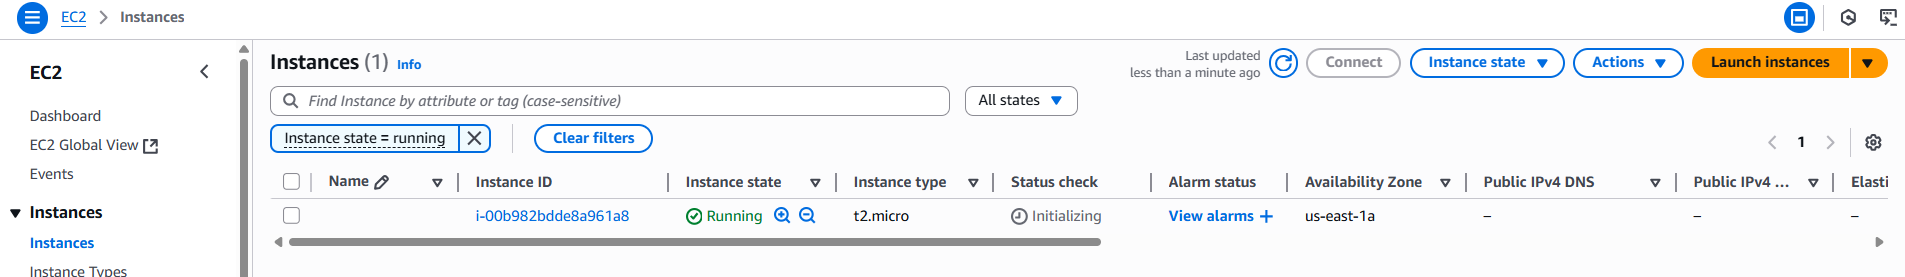 EC2 > Instances
EC2
Dashboard
EC2 Global View
Events
Instances
Instances
Instance Types
Instances (1) Info
Last updated
less than a minute ago
Connect
Instance state
Actions
Launch instances
Find Instance by attribute or tag (case-sensitive)
All states
Instance state = running
Clear filters
1
Name Instance ID Instance state Instance type Status check Alarm status Availability Zone Public IPv4 DNS Public IPv4 ... Elasti
i-00b982bdde8a961a8 Running t2.micro Initializing View alarms + us-east-1a – – –